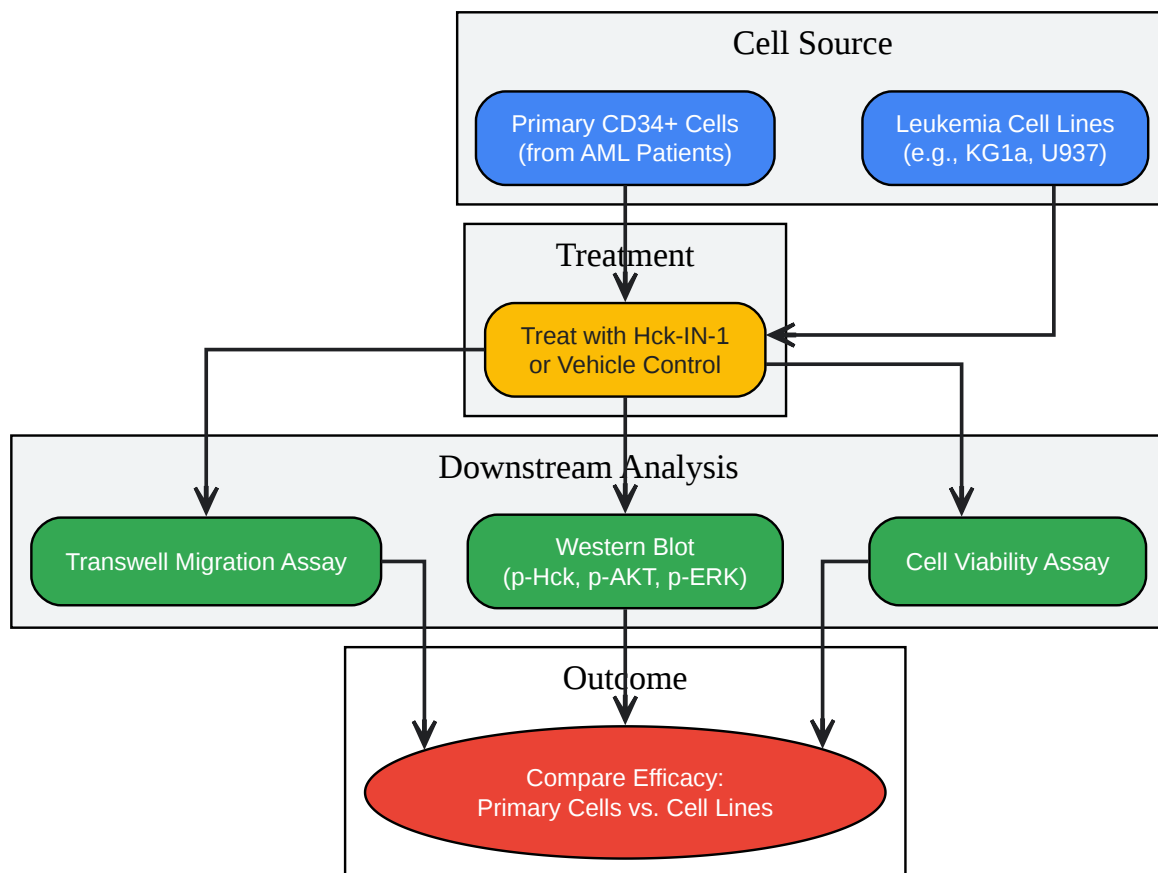 Cell Source
Primary CD34+ Cells
(from AML Patients)
Leukemia Cell Lines
(e.g., KG1a, U937)
Treatment
Treat with Hck-IN-1
or Vehicle Control
Downstream Analysis
Transwell Migration Assay
Western Blot
(p-Hck, p-AKT, p-ERK)
Cell Viability Assay
Outcome
Compare Efficacy:
Primary Cells vs. Cell Lines